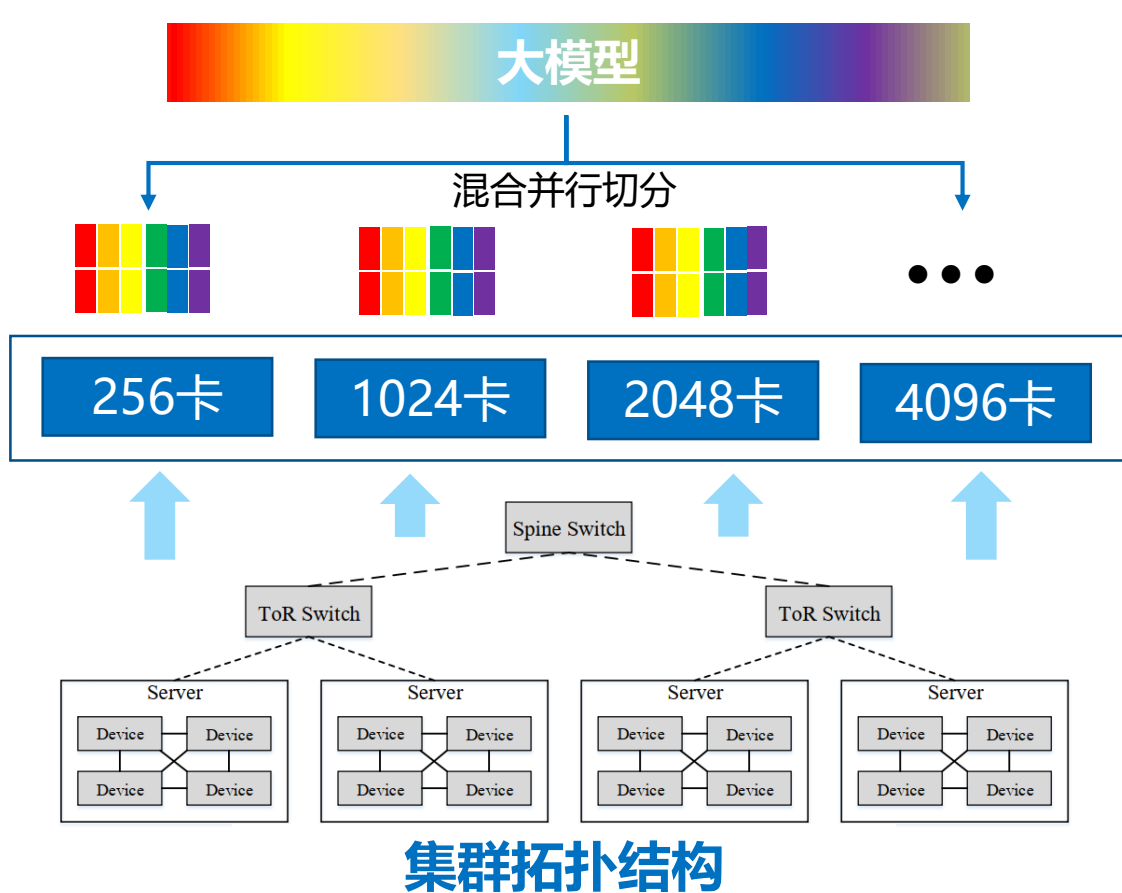 大模型
混合并行切分
256卡 1024卡 2048卡 4096卡
Spine Switch
ToR Switch ToR Switch
Server Server Server Server
Device Device Device Device Device Device Device Device
Device Device Device Device Device Device Device Device
集群拓扑结构